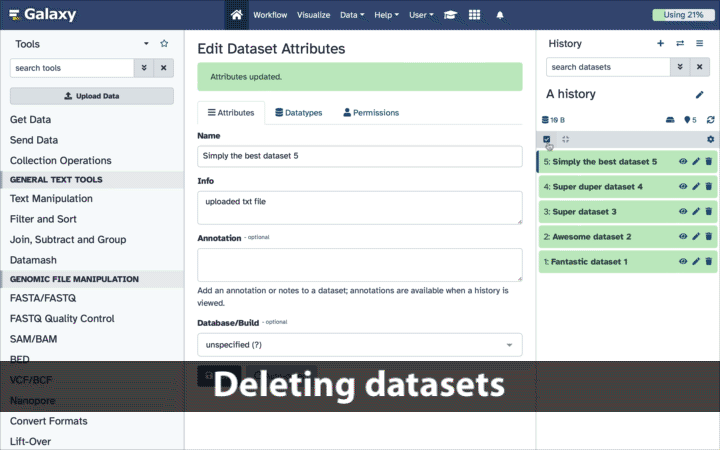 Galaxy
Workflow Visualize Data Help User
Using 21%
Tools
search tools
Upload Data
Get Data
Send Data
Collection Operations
GENERAL TEXT TOOLS
Text Manipulation
Filter and Sort
Join, Subtract and Group
Datamash
GENOMIC FILE MANIPULATION
FASTA/FASTQ
FASTQ Quality Control
SAM/BAM
BED
VCF/BCF
Nanopore
Convert Formats
Lift-Over
Edit Dataset Attributes
Attributes updated.
Attributes Datatypes Permissions
Name
Simply the best dataset 5
Info
uploaded txt file
Annotation - optional
Add an annotation or notes to a dataset; annotations are available when a history is
viewed.
Database/Build - optional
unspecified (?)
Deleting datasets
History
search datasets
A history
10 B 5
5: Simply the best dataset 5
4: Super duper dataset 4
3: Super dataset 3
2: Awesome dataset 2
1: Fantastic dataset 1